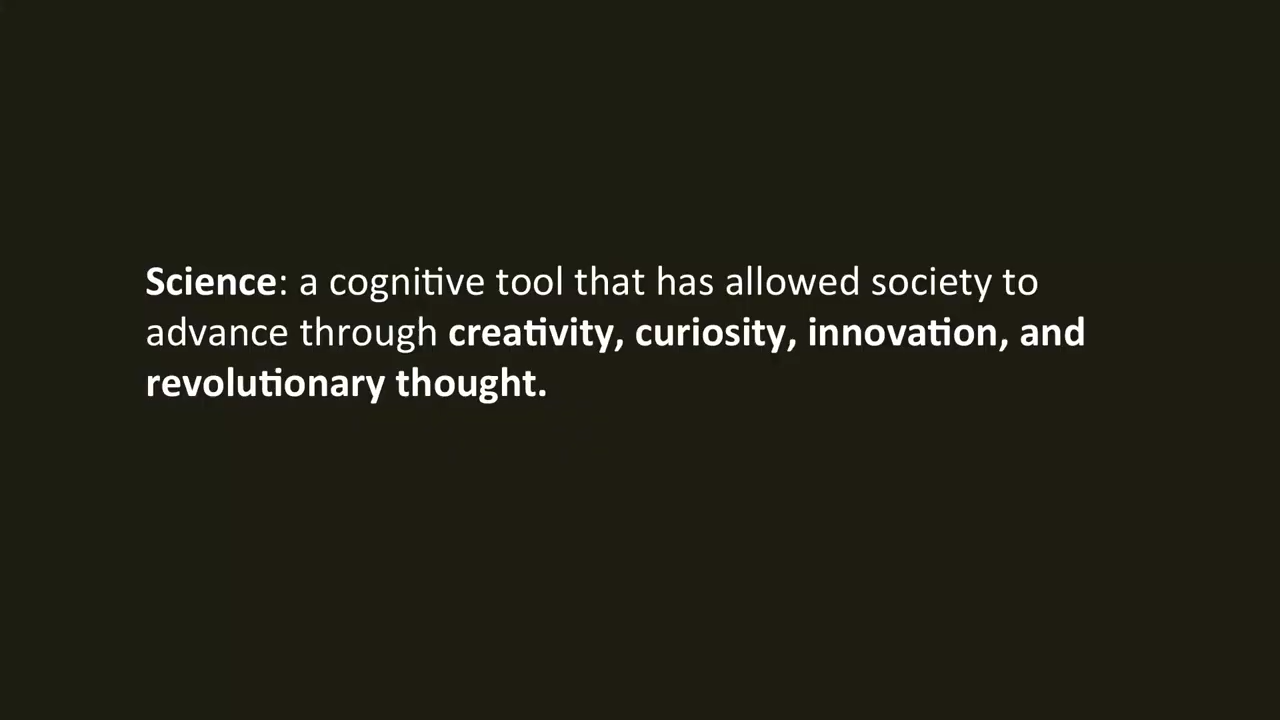 Science: a cognitive tool that has allowed society to
advance through creativity, curiosity, innovation, and
revolutionary thought.